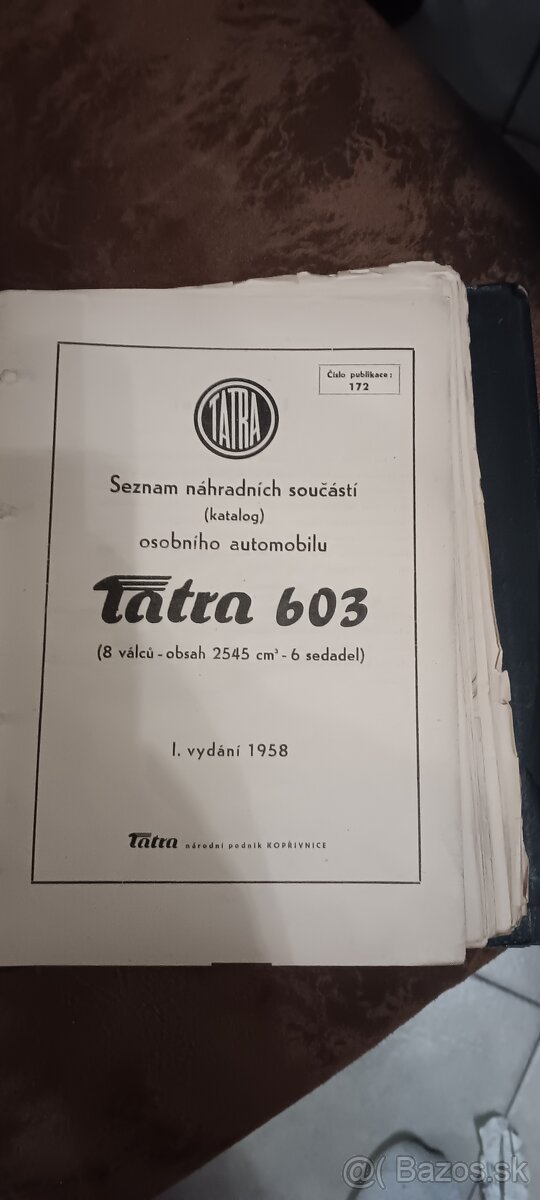 Číslo publikace:
172
TATRA
Seznam náhradních součástí
(katalog)
osobního automobilu
Tatra 603
(8 válců - obsah 2545 cm³ - 6 sedadel)
I. vydání 1958
Tatra národní podnik KOPŘIVNICE
@( Bazos.sk